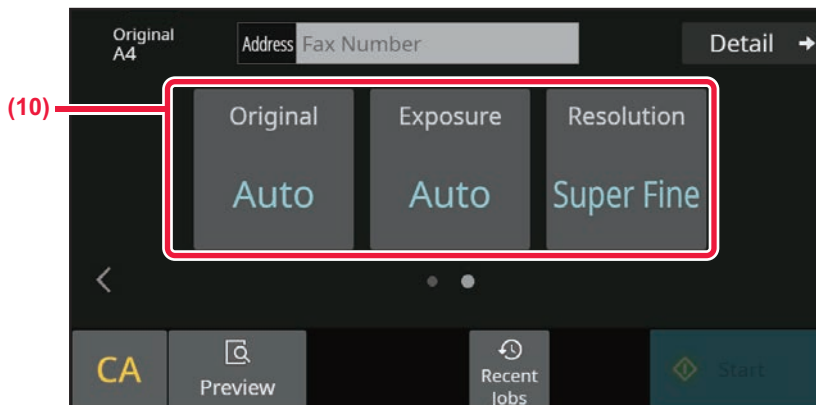 Original
A4
Address Fax Number
Detail
(10)
Original Exposure Resolution
Auto Auto Super Fine
CA
Preview
Recent
Jobs
Start